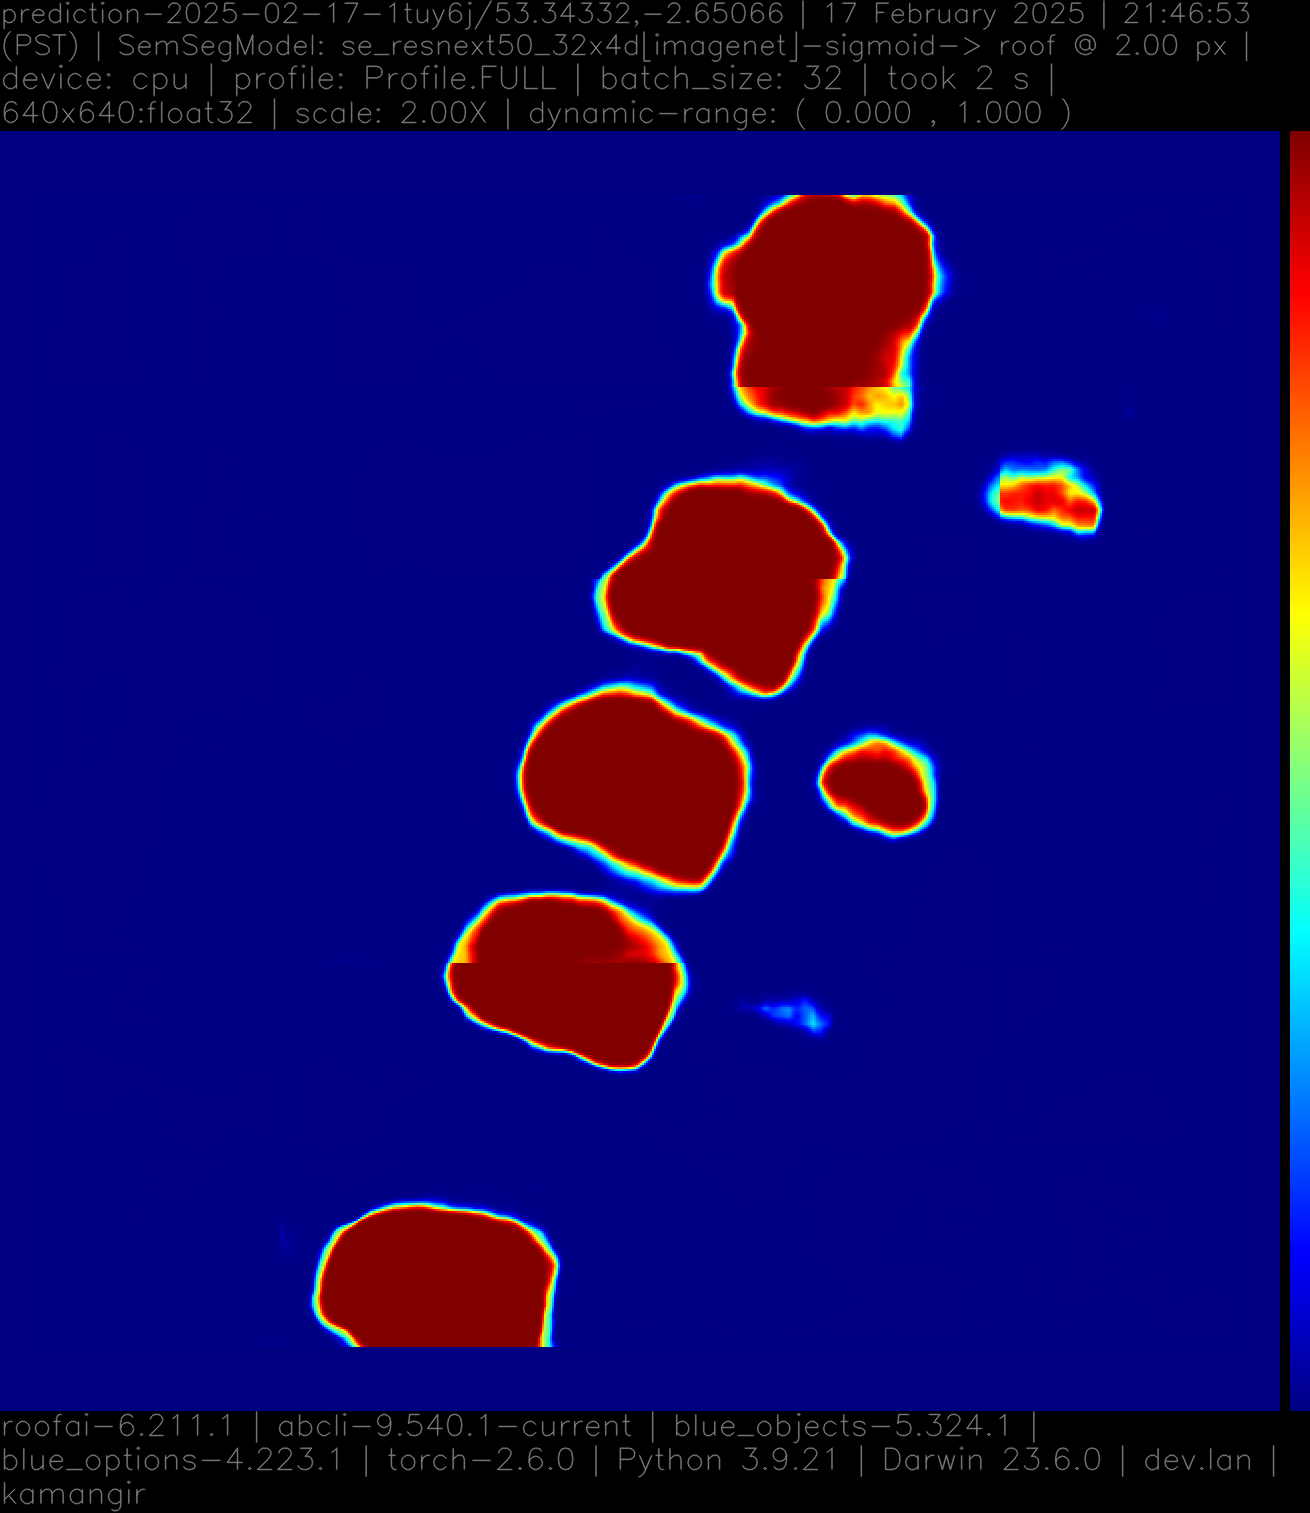 prediction-2025-02-17-1tuy6j/53.34332,-2.65066 | 17 February 2025 | 21:46:53
(PST) | SemSegModel: se_resnext50_32x4d[imagenet]-sigmoid-> roof @ 2.00 px |
device: cpu | profile: Profile.FULL | batch_size: 32 | took 2 s |
640x640:float32 | scale: 2.00X | dynamic-range: ( 0.000 , 1.000 )
roofai-6.211.1 | abcli-9.540.1-current | blue_objects-5.324.1 |
blue_options-4.223.1 | torch-2.6.0 | Python 3.9.21 | Darwin 23.6.0 | dev.lan |
kamangir